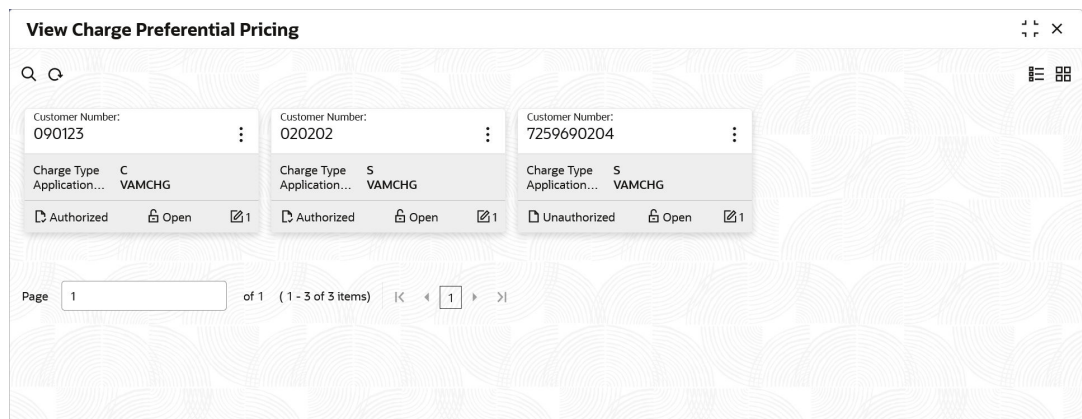 View Charge Preferential Pricing
Customer Number:
090123
Charge Type C
Application... VAMCHG
Authorized Open 1
Customer Number:
020202
Charge Type S
Application... VAMCHG
Authorized Open 1
Customer Number:
7259690204
Charge Type S
Application... VAMCHG
Unauthorized Open 1
Page 1 of 1 ( 1 - 3 of 3 items) 1